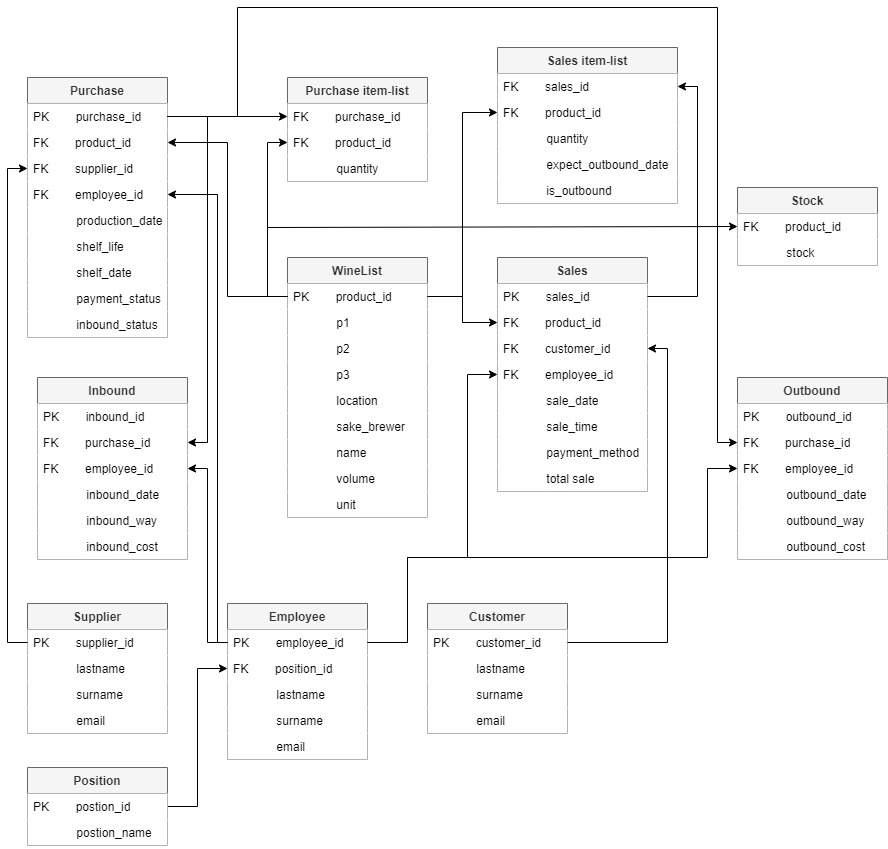 Purchase
PK purchase_id
FK product_id
FK supplier_id
FK employee_id
production_date
shelf_life
shelf_date
payment_status
inbound_status
Purchase item-list
FK purchase_id
FK product_id
quantity
Sales item-list
FK sales_id
FK product_id
quantity
expect_outbound_date
is_outbound
Stock
FK product_id
stock
WineList
PK product_id
p1
p2
p3
location
sake_brewer
name
volume
unit
Sales
PK sales_id
FK product_id
FK customer_id
FK employee_id
sale_date
sale_time
payment_method
total sale
Inbound
PK inbound_id
FK purchase_id
FK employee_id
inbound_date
inbound_way
inbound_cost
Outbound
PK outbound_id
FK purchase_id
FK employee_id
outbound_date
outbound_way
outbound_cost
Supplier
PK supplier_id
lastname
surname
email
Employee
PK employee_id
FK position_id
lastname
surname
email
Customer
PK customer_id
lastname
surname
email
Position
PK postion_id
postion_name